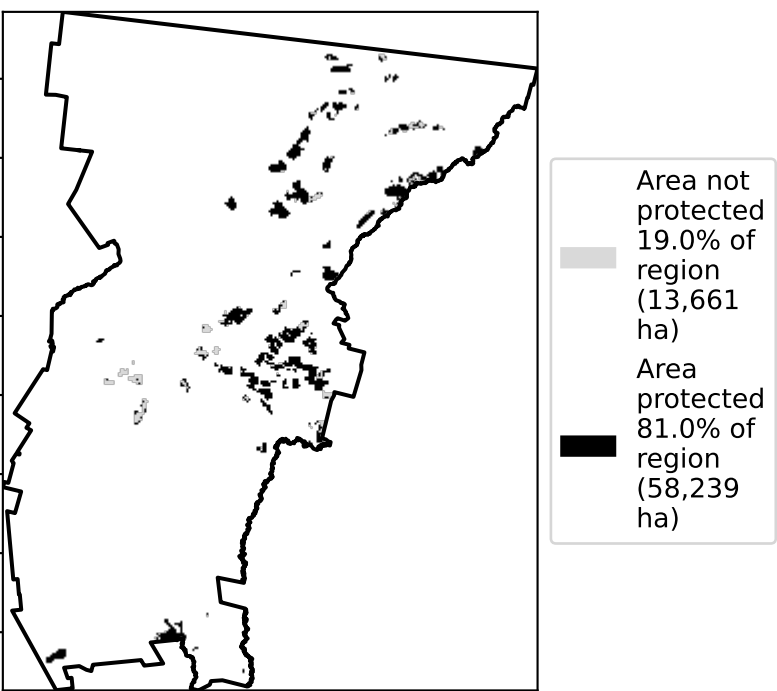 Area not
protected
19.0% of
region
(13,661
ha)
Area
protected
81.0% of
region
(58,239
ha)